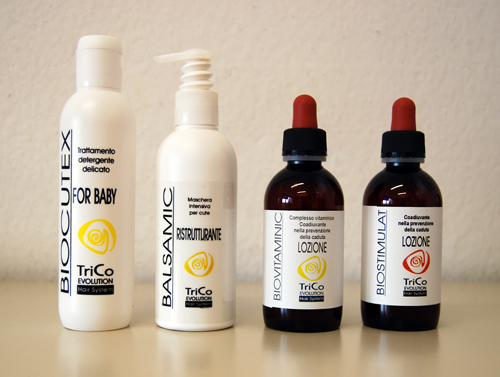 BIOCUTEX
Trattamento
detergente
delicato
FOR BABY
TriCo
EVOLUTION
Hair System
BALSAMIC
Maschera
intensiva
per cute
RISTRUTTURANTE
TriCo
EVOLUTION
Hair System
BIOVITAMINIC
Complesso vitaminico
Coadiuvante
nella prevenzione
della caduta
LOZIONE
TriCo
EVOLUTION
Hair System
BIOSTIMULAT
Coadiuvante
nella prevenzione
della caduta
LOZIONE
TriCo
EVOLUTION
Hair System